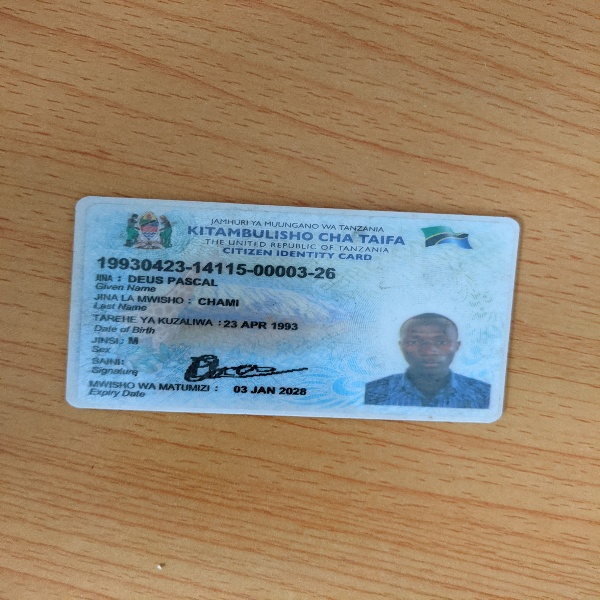 JAMHURI YA MUUNGANO WA TANZANIA
KITAMBULISHO CHA TAIFA
THE UNITED REPUBLIC OF TANZANIA
CITIZEN IDENTITY CARD
19930423-14115-00003-26
JINA : DEUS PASCAL
Given Name
JINA LA MWISHO : CHAMI
Last Name
TAREHE YA KUZALIWA : 23 APR 1993
Date of Birth
JINSI: M
Sex
SAINI:
Signature
MWISHO WA MATUMIZI : 03 JAN 2028
Expiry Date